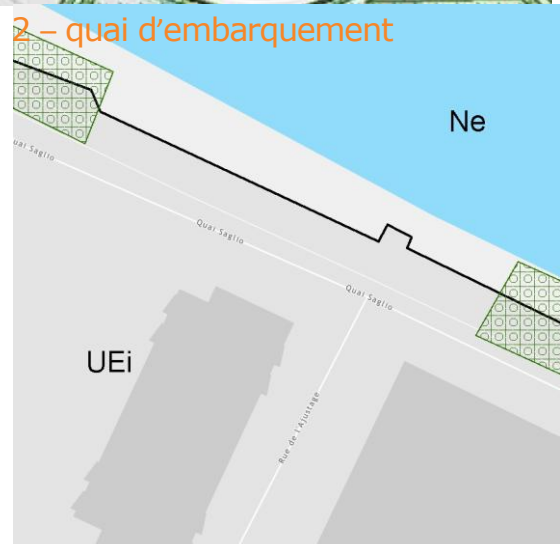 2 – quai d’embarquement
Ne
Quai Saglio
Quai Saglio
Quai Saglio
UEi
Rue de l'Ajustage